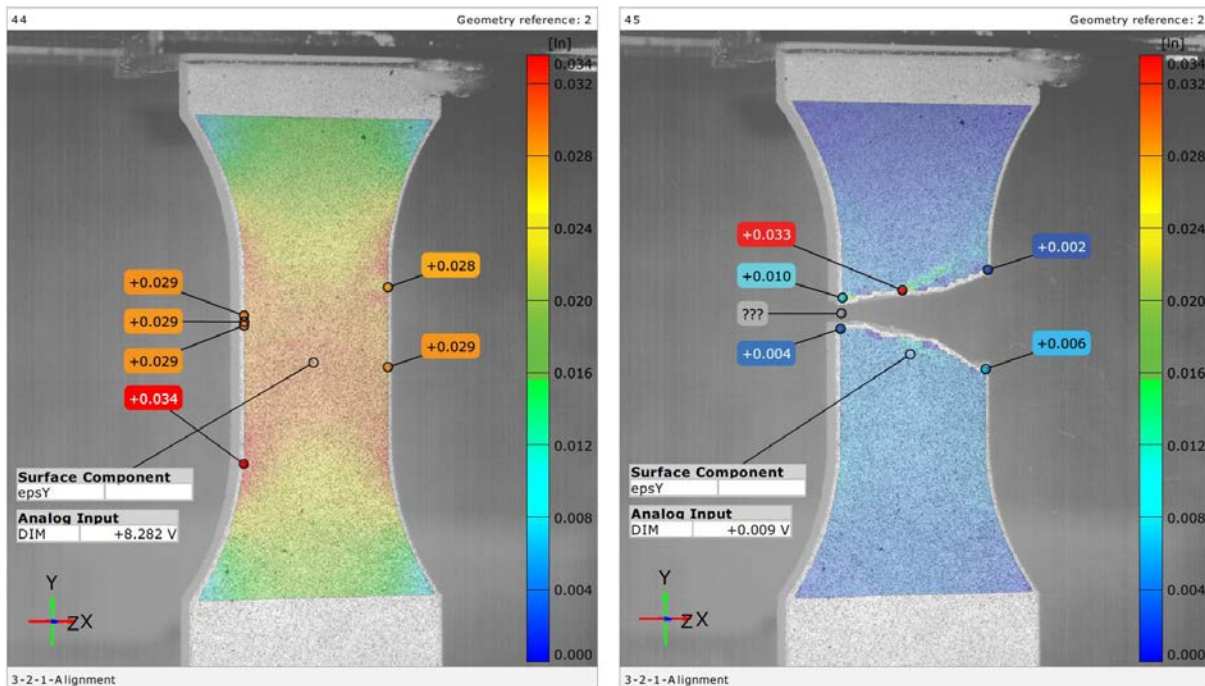 44
Geometry reference: 2
[ln]
0.034
0.032
0.028
0.024
0.020
0.016
0.012
0.008
0.004
0.000
+0.028
+0.029
+0.029
+0.029
+0.029
+0.034
Surface Component
epsY
Analog Input
DIM +8.282 V
Y
Z X
3-2-1-Alignment
45
Geometry reference: 2
[ln]
0.034
0.032
0.028
0.024
0.020
0.016
0.012
0.008
0.004
0.000
+0.033
+0.002
+0.010
???
+0.004
+0.006
Surface Component
epsY
Analog Input
DIM +0.009 V
Y
Z X
3-2-1-Alignment